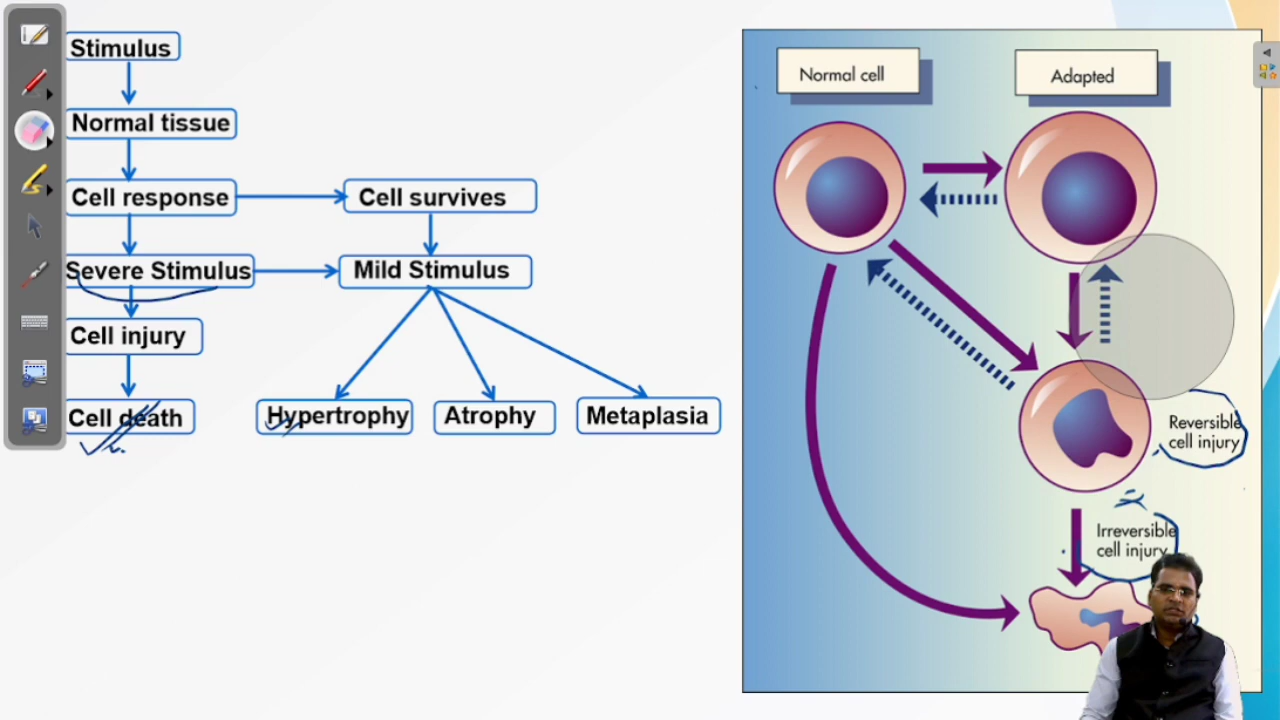 Stimulus
Normal tissue
Cell response
Cell survives
Severe Stimulus
Mild Stimulus
Cell injury
Cell death
Hypertrophy
Atrophy
Metaplasia
Normal cell
Adapted
Reversible
cell injury
Irreversible
cell injury